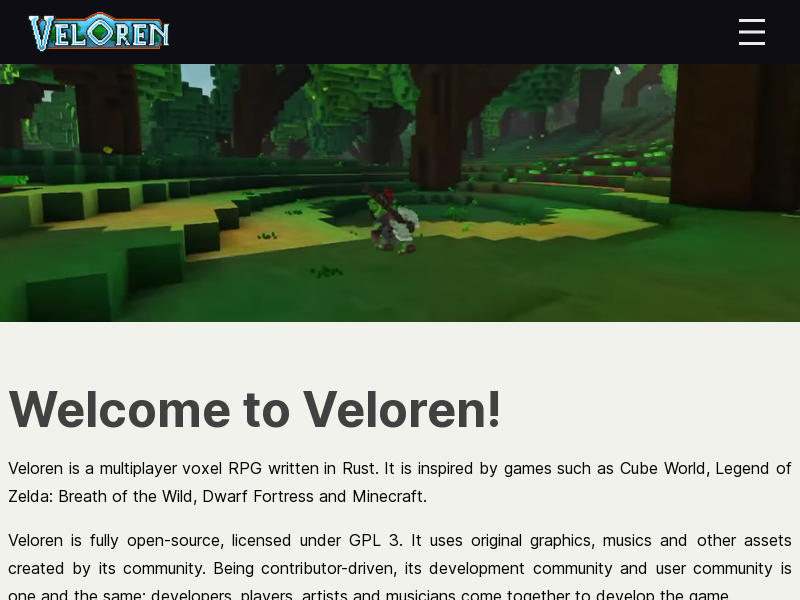 VELOREN
Welcome to Veloren!
Veloren is a multiplayer voxel RPG written in Rust. It is inspired by games such as Cube World, Legend of
Zelda: Breath of the Wild, Dwarf Fortress and Minecraft.
Veloren is fully open-source, licensed under GPL 3. It uses original graphics, musics and other assets
created by its community. Being contributor-driven, its development community and user community is
one and the same: developers, players, artists and musicians come together to develop the game.